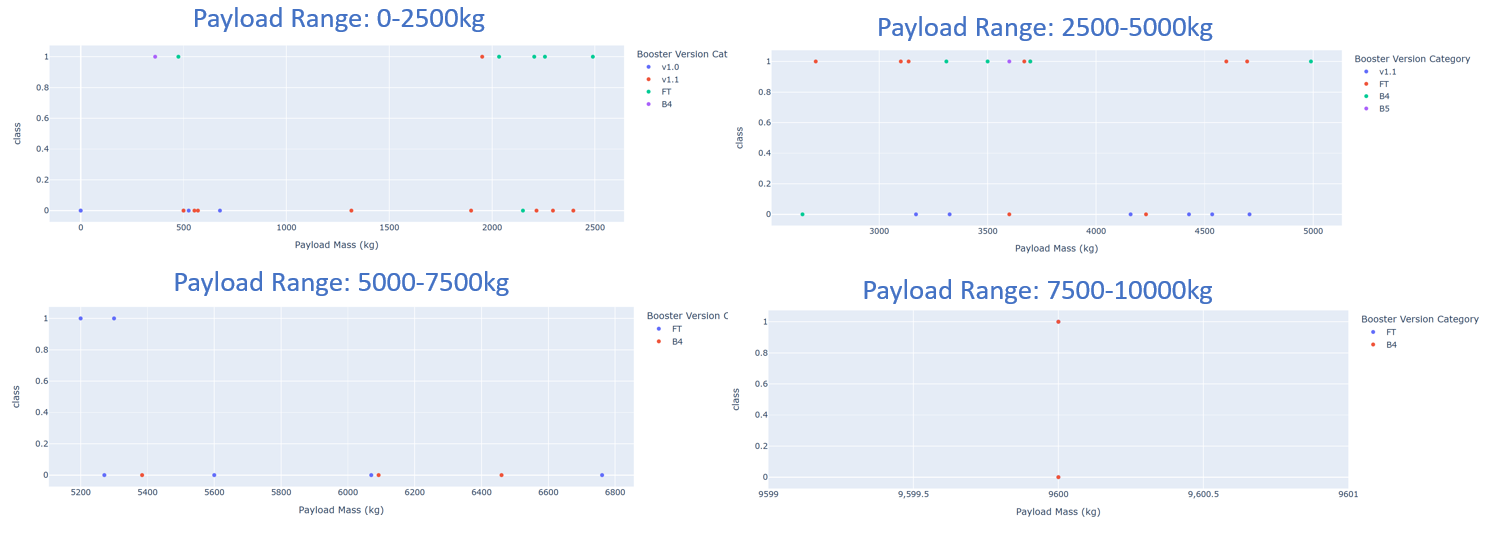 Payload Range: 0-2500kg
1
0.8
0.6
0.4
0.2
0
class
0
500
1000
1500
2000
2500
Payload Mass (kg)
Booster Version Cat
v1.0
v1.1
FT
B4
Payload Range: 2500-5000kg
1
0.8
0.6
0.4
0.2
0
class
3000
3500
4000
4500
5000
Payload Mass (kg)
Booster Version Category
v1.1
FT
B4
B5
Payload Range: 5000-7500kg
1
0.8
0.6
0.4
0.2
0
class
5200
5400
5600
5800
6000
6200
6400
6600
6800
Payload Mass (kg)
Booster Version C
FT
B4
Payload Range: 7500-10000kg
1
0.8
0.6
0.4
0.2
0
class
9599
9,599.5
9600
9,600.5
9601
Payload Mass (kg)
Booster Version Category
FT
B4